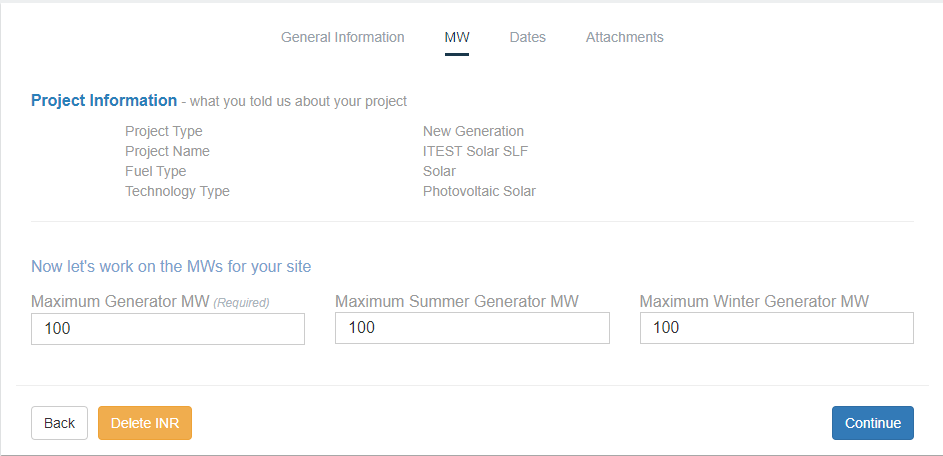 General Information MW Dates Attachments
Project Information - what you told us about your project
Project Type New Generation
Project Name ITEST Solar SLF
Fuel Type Solar
Technology Type Photovoltaic Solar
Now let's work on the MWs for your site
Maximum Generator MW (Required) Maximum Summer Generator MW Maximum Winter Generator MW
100 100 100
Back Delete INR Continue